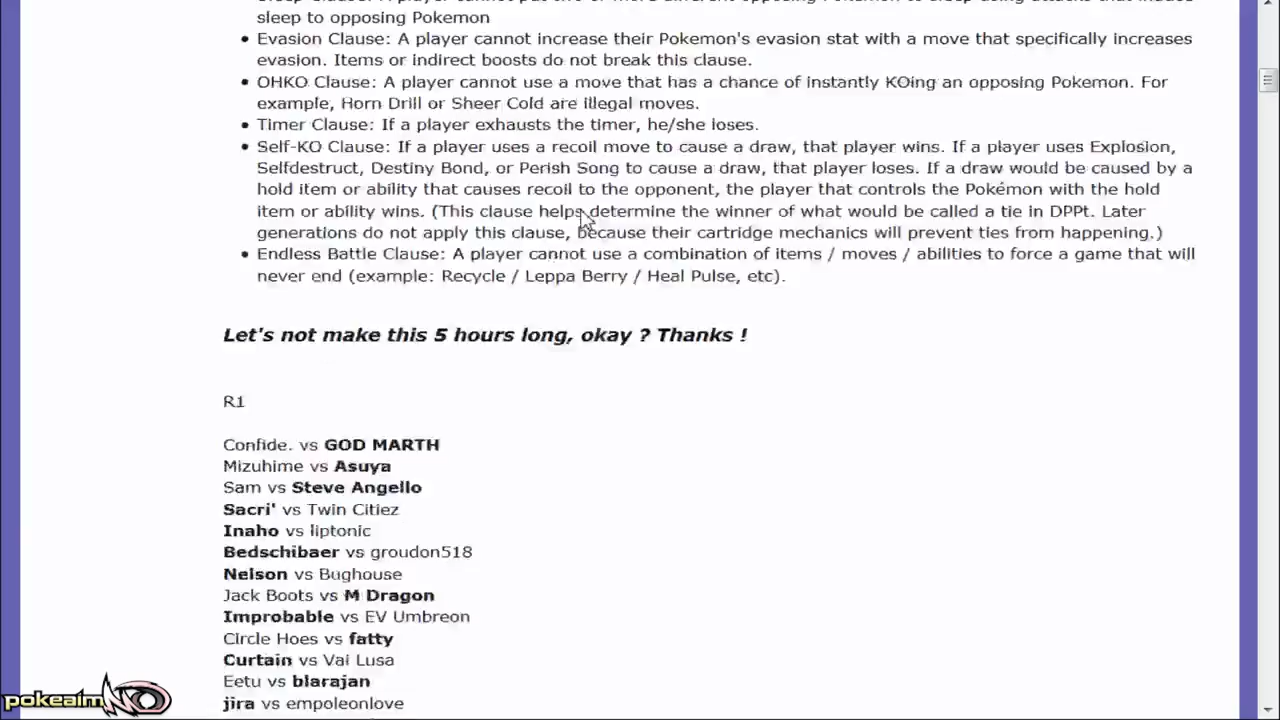 sleep to opposing Pokemon
Evasion Clause: A player cannot increase their Pokemon's evasion stat with a move that specifically increases
evasion. Items or indirect boosts do not break this clause.
OHKO Clause: A player cannot use a move that has a chance of instantly KOing an opposing Pokemon. For
example, Horn Drill or Sheer Cold are illegal moves.
Timer Clause: If a player exhausts the timer, he/she loses.
Self-KO Clause: If a player uses a recoil move to cause a draw, that player wins. If a player uses Explosion,
Selfdestruct, Destiny Bond, or Perish Song to cause a draw, that player loses. If a draw would be caused by a
hold item or ability that causes recoil to the opponent, the player that controls the Pokémon with the hold
item or ability wins. (This clause helps determine the winner of what would be called a tie in DPPt. Later
generations do not apply this clause, because their cartridge mechanics will prevent ties from happening.)
Endless Battle Clause: A player cannot use a combination of items / moves / abilities to force a game that will
never end (example: Recycle / Leppa Berry / Heal Pulse, etc).
Let's not make this 5 hours long, okay ? Thanks !
R1
Confide. vs GOD MARTH
Mizuhime vs Asuya
Sam vs Steve Angello
Sacri' vs Twin Citiez
Inaho vs liptonic
Bedschibaer vs groudon518
Nelson vs Bughouse
Jack Boots vs M Dragon
Improbable vs EV Umbreon
Circle Hoes vs fatty
Curtain vs Vai Lusa
Eetu vs blarajan
jira vs empoleonlove
pokeaimMD